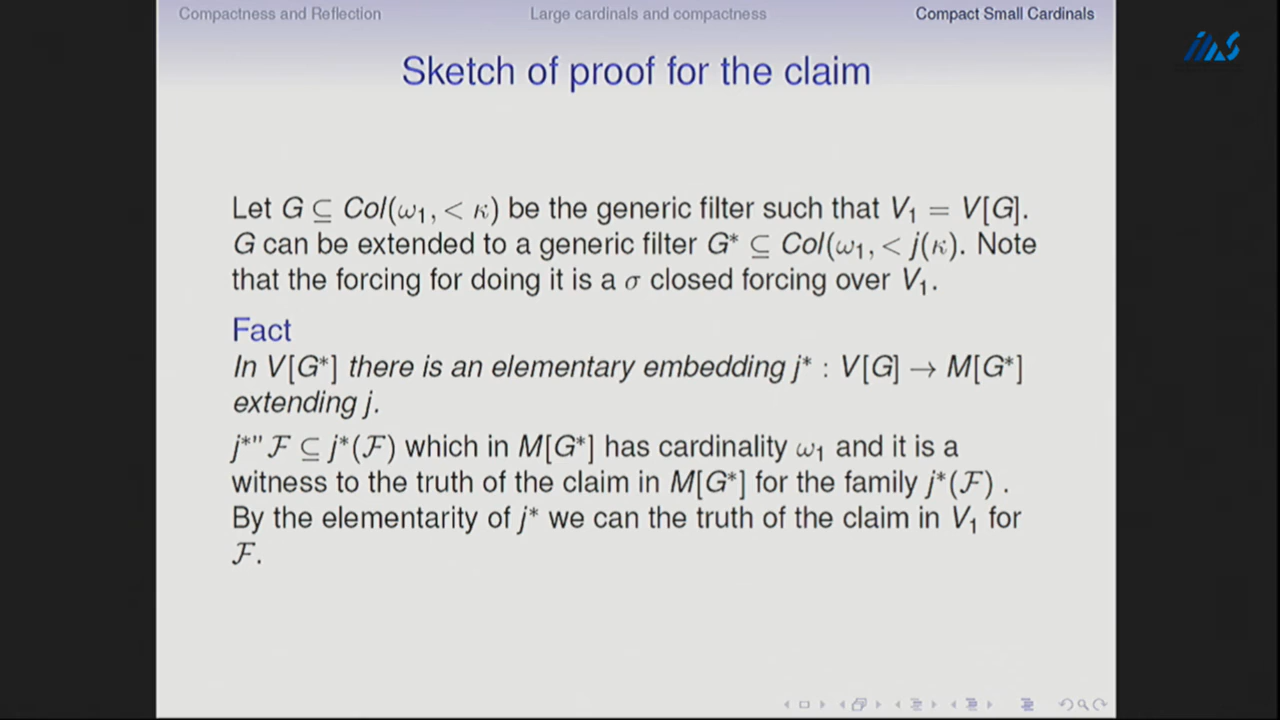 Compactness and Reflection Large cardinals and compactness Compact Small Cardinals
Sketch of proof for the claim
Let G ⊆ Col(ω₁, < κ) be the generic filter such that V₁ = V[G].
G can be extended to a generic filter G* ⊆ Col(ω₁, < j(κ). Note
that the forcing for doing it is a σ closed forcing over V₁.
Fact
In V[G*] there is an elementary embedding j* : V[G] → M[G*]
extending j.
j*" ℱ ⊆ j*(ℱ) which in M[G*] has cardinality ω₁ and it is a
witness to the truth of the claim in M[G*] for the family j*(ℱ) .
By the elementarity of j* we can the truth of the claim in V₁ for
ℱ.